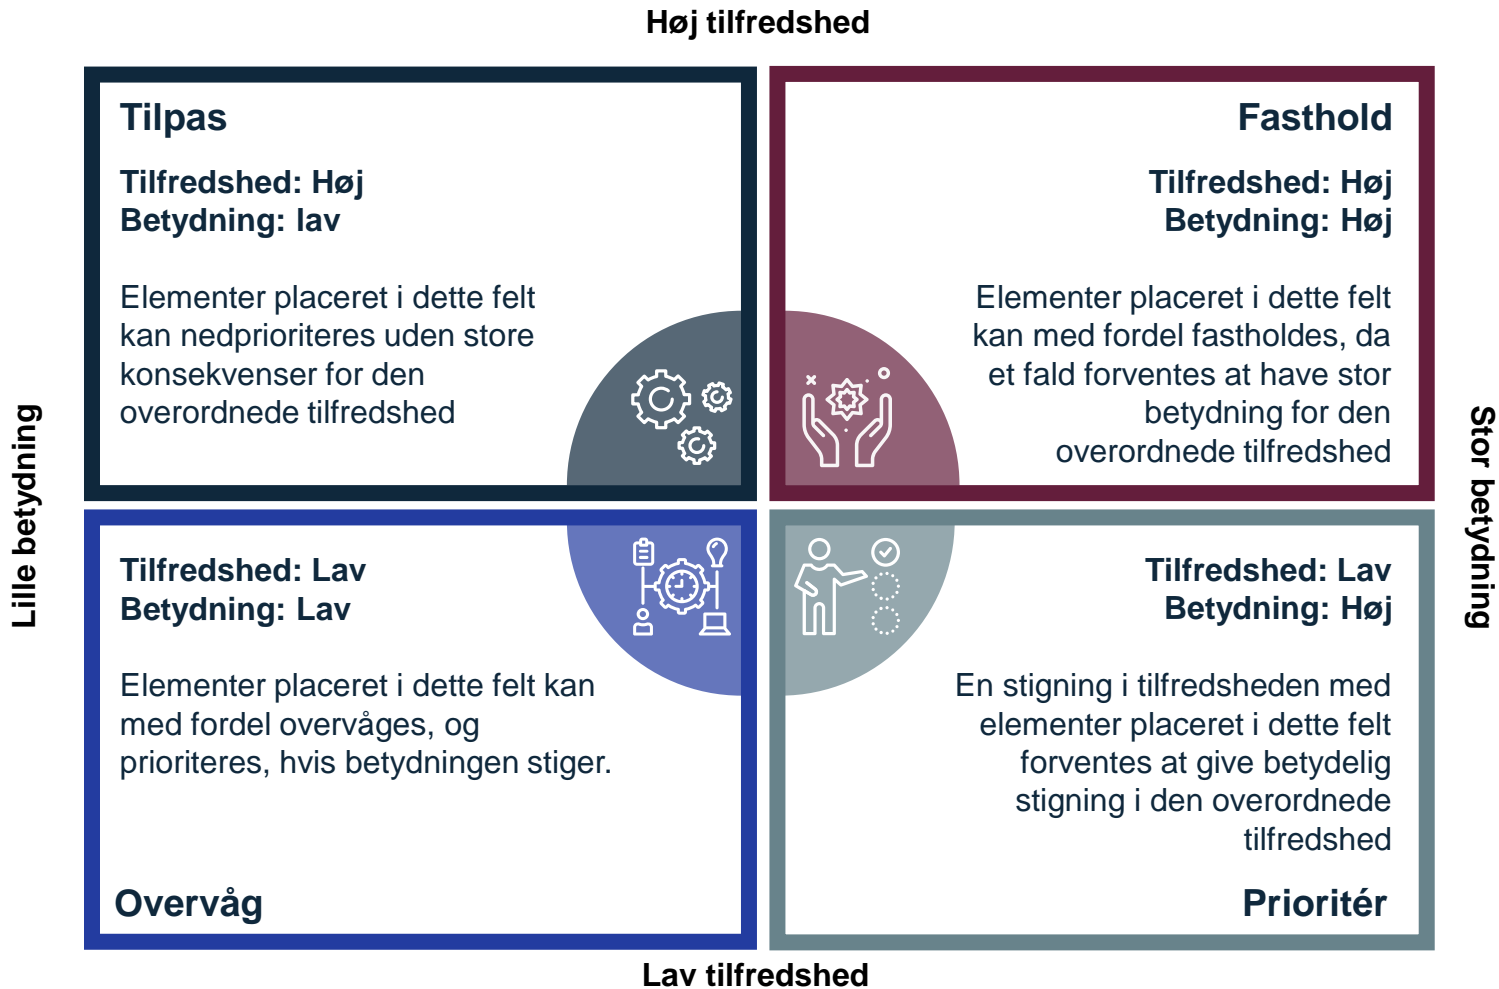 Høj tilfredshed
Tilpas
Tilfredshed: Høj
Betydning: lav
Elementer placeret i dette felt
kan nedprioriteres uden store
konsekvenser for den
overordnede tilfredshed
Fasthold
Tilfredshed: Høj
Betydning: Høj
Elementer placeret i dette felt
kan med fordel fastholdes, da
et fald forventes at have stor
betydning for den
overordnede tilfredshed
Lille betydning
Stor betydning
Tilfredshed: Lav
Betydning: Lav
Elementer placeret i dette felt kan
med fordel overvåges, og
prioriteres, hvis betydningen stiger.
Overvåg
Tilfredshed: Lav
Betydning: Høj
En stigning i tilfredsheden med
elementer placeret i dette felt
forventes at give betydelig
stigning i den overordnede
tilfredshed
Prioritér
Lav tilfredshed